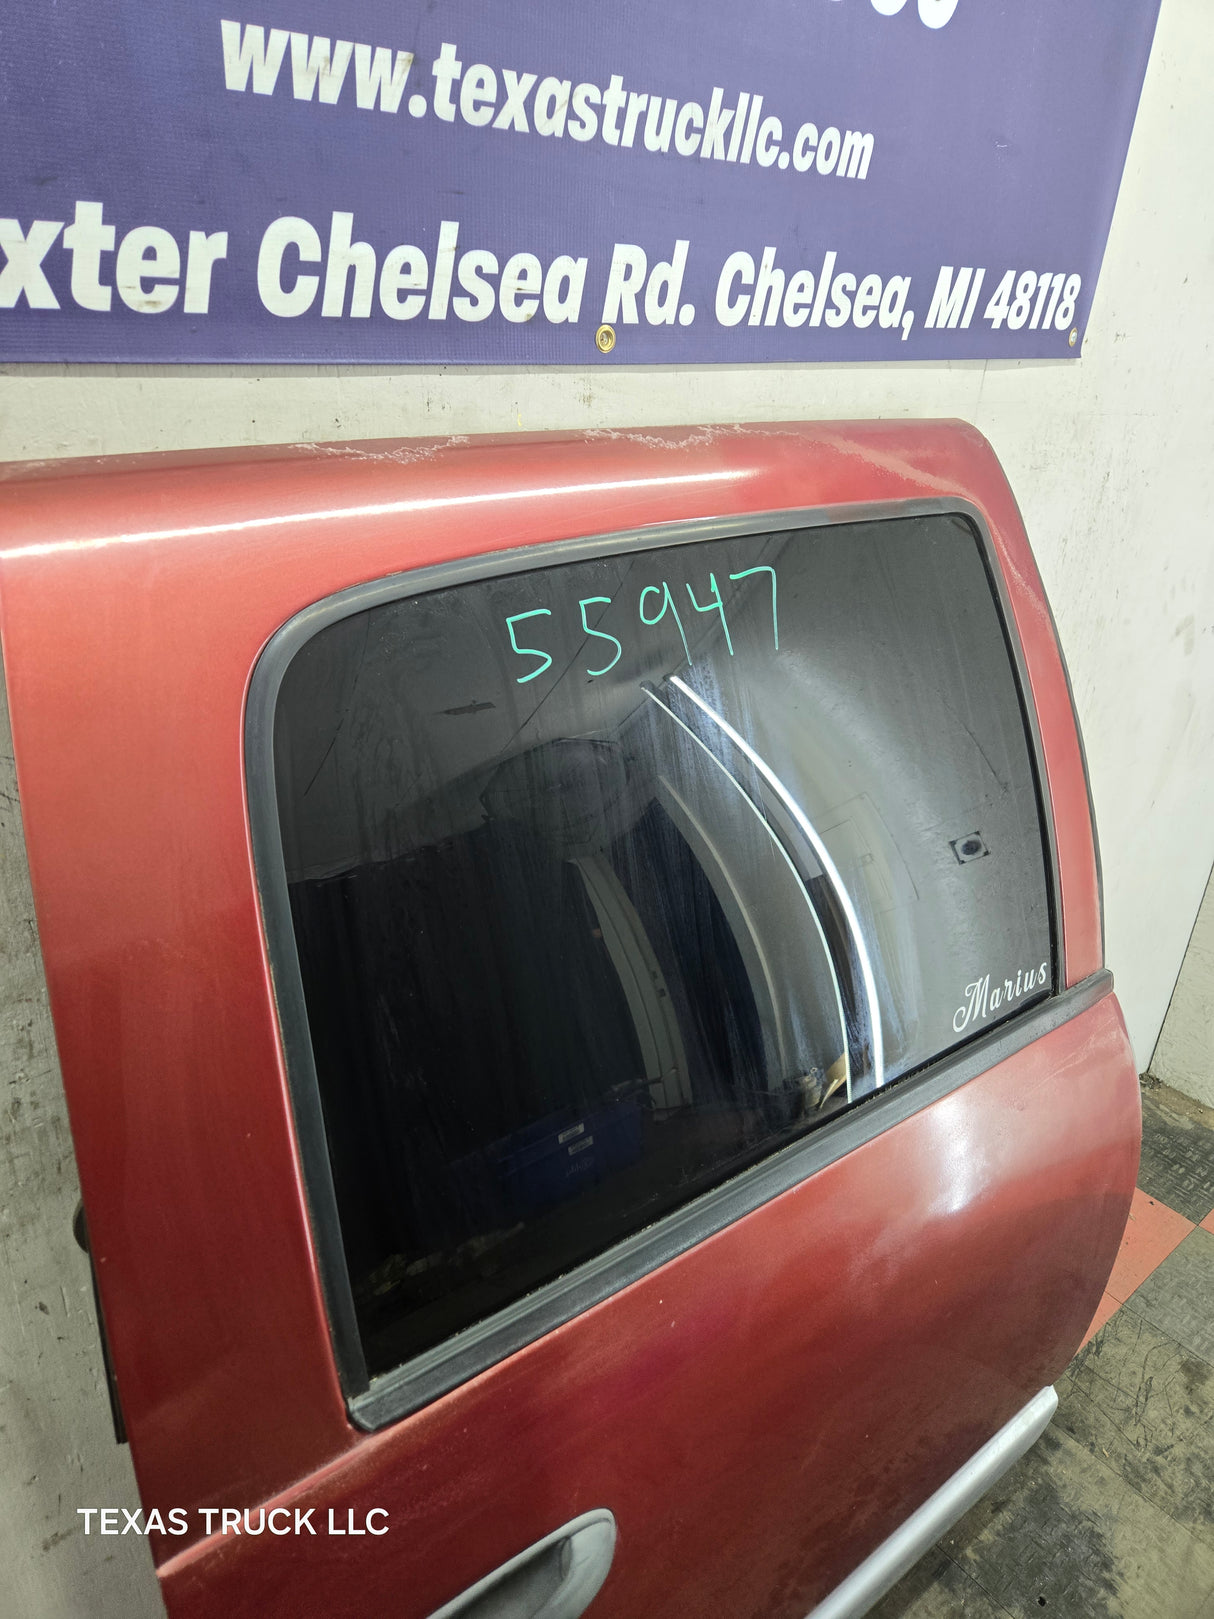 www.texastruckllc.com
xter Chelsea Rd. Chelsea, MI 48118
55947
Marius
TEXAS TRUCK LLC